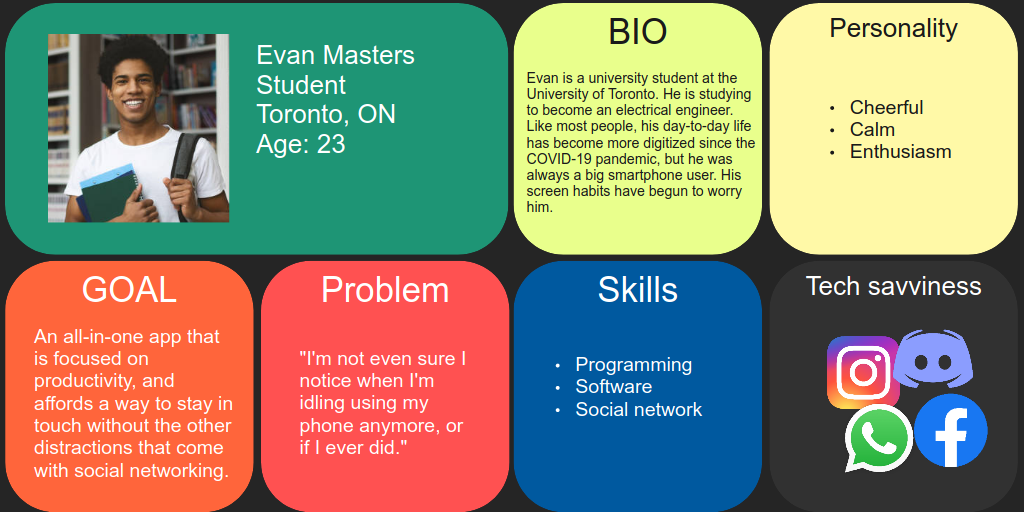 Evan Masters
Student
Toronto, ON
Age: 23
BIO
Evan is a university student at the
University of Toronto. He is studying
to become an electrical engineer.
Like most people, his day-to-day life
has become more digitized since the
COVID-19 pandemic, but he was
always a big smartphone user. His
screen habits have begun to worry
him.
Personality
• Cheerful
• Calm
• Enthusiasm
GOAL
An all-in-one app that
is focused on
productivity, and
affords a way to stay in
touch without the other
distractions that come
with social networking.
Problem
"I'm not even sure I
notice when I'm
idling using my
phone anymore, or
if I ever did."
Skills
• Programming
• Software
• Social network
Tech savviness